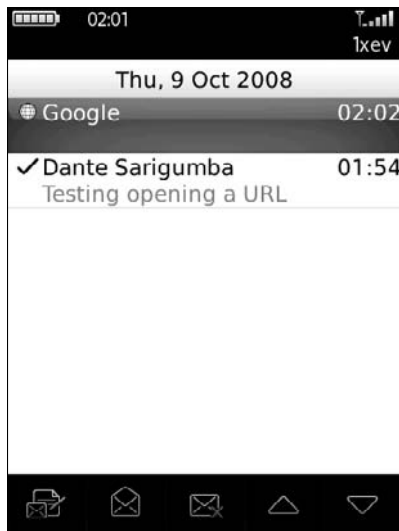 02:01
1xev
Thu, 9 Oct 2008
Google 02:02
Dante Sarigumba 01:54
Testing opening a URL